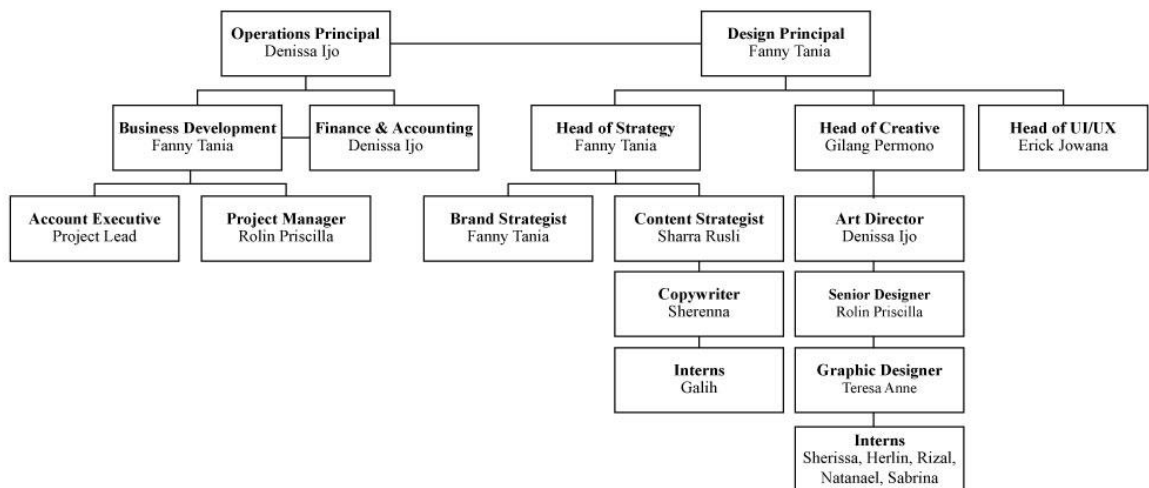 Operations Principal
Denissa Ijo
Design Principal
Fanny Tania
Business Development
Fanny Tania
Finance & Accounting
Denissa Ijo
Head of Strategy
Fanny Tania
Head of Creative
Gilang Permono
Head of UI/UX
Erick Jowana
Account Executive
Project Lead
Project Manager
Rolin Priscilla
Brand Strategist
Fanny Tania
Content Strategist
Sharra Rusli
Art Director
Denissa Ijo
Copywriter
Sherenna
Senior Designer
Rolin Priscilla
Interns
Galih
Graphic Designer
Teresa Anne
Interns
Sherissa, Herlin, Rizal,
Natanael, Sabrina